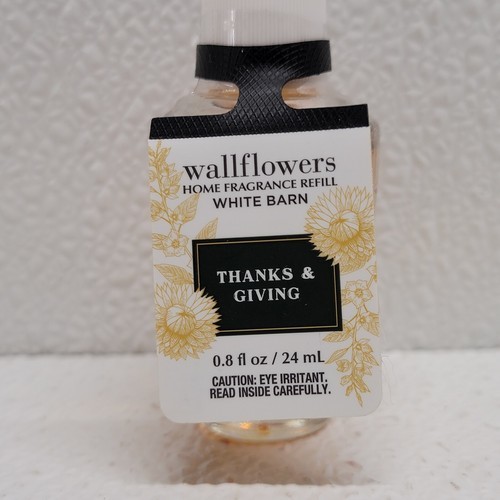 wallflowers
HOME FRAGRANCE REFILL
WHITE BARN
THANKS &
GIVING
0.8 fl oz / 24 mL
CAUTION: EYE IRRITANT.
READ INSIDE CAREFULLY.